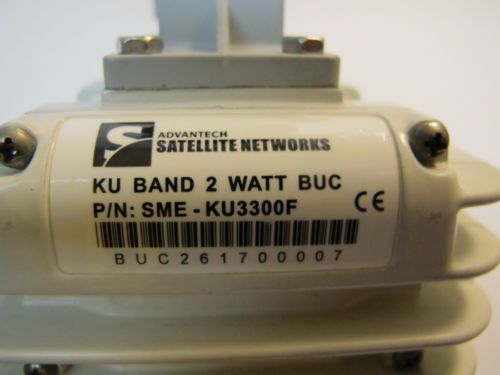 ADVANTECH
SATELLITE NETWORKS
KU BAND 2 WATT BUC
P/N: SME - KU3300F
CE
BUC261700007